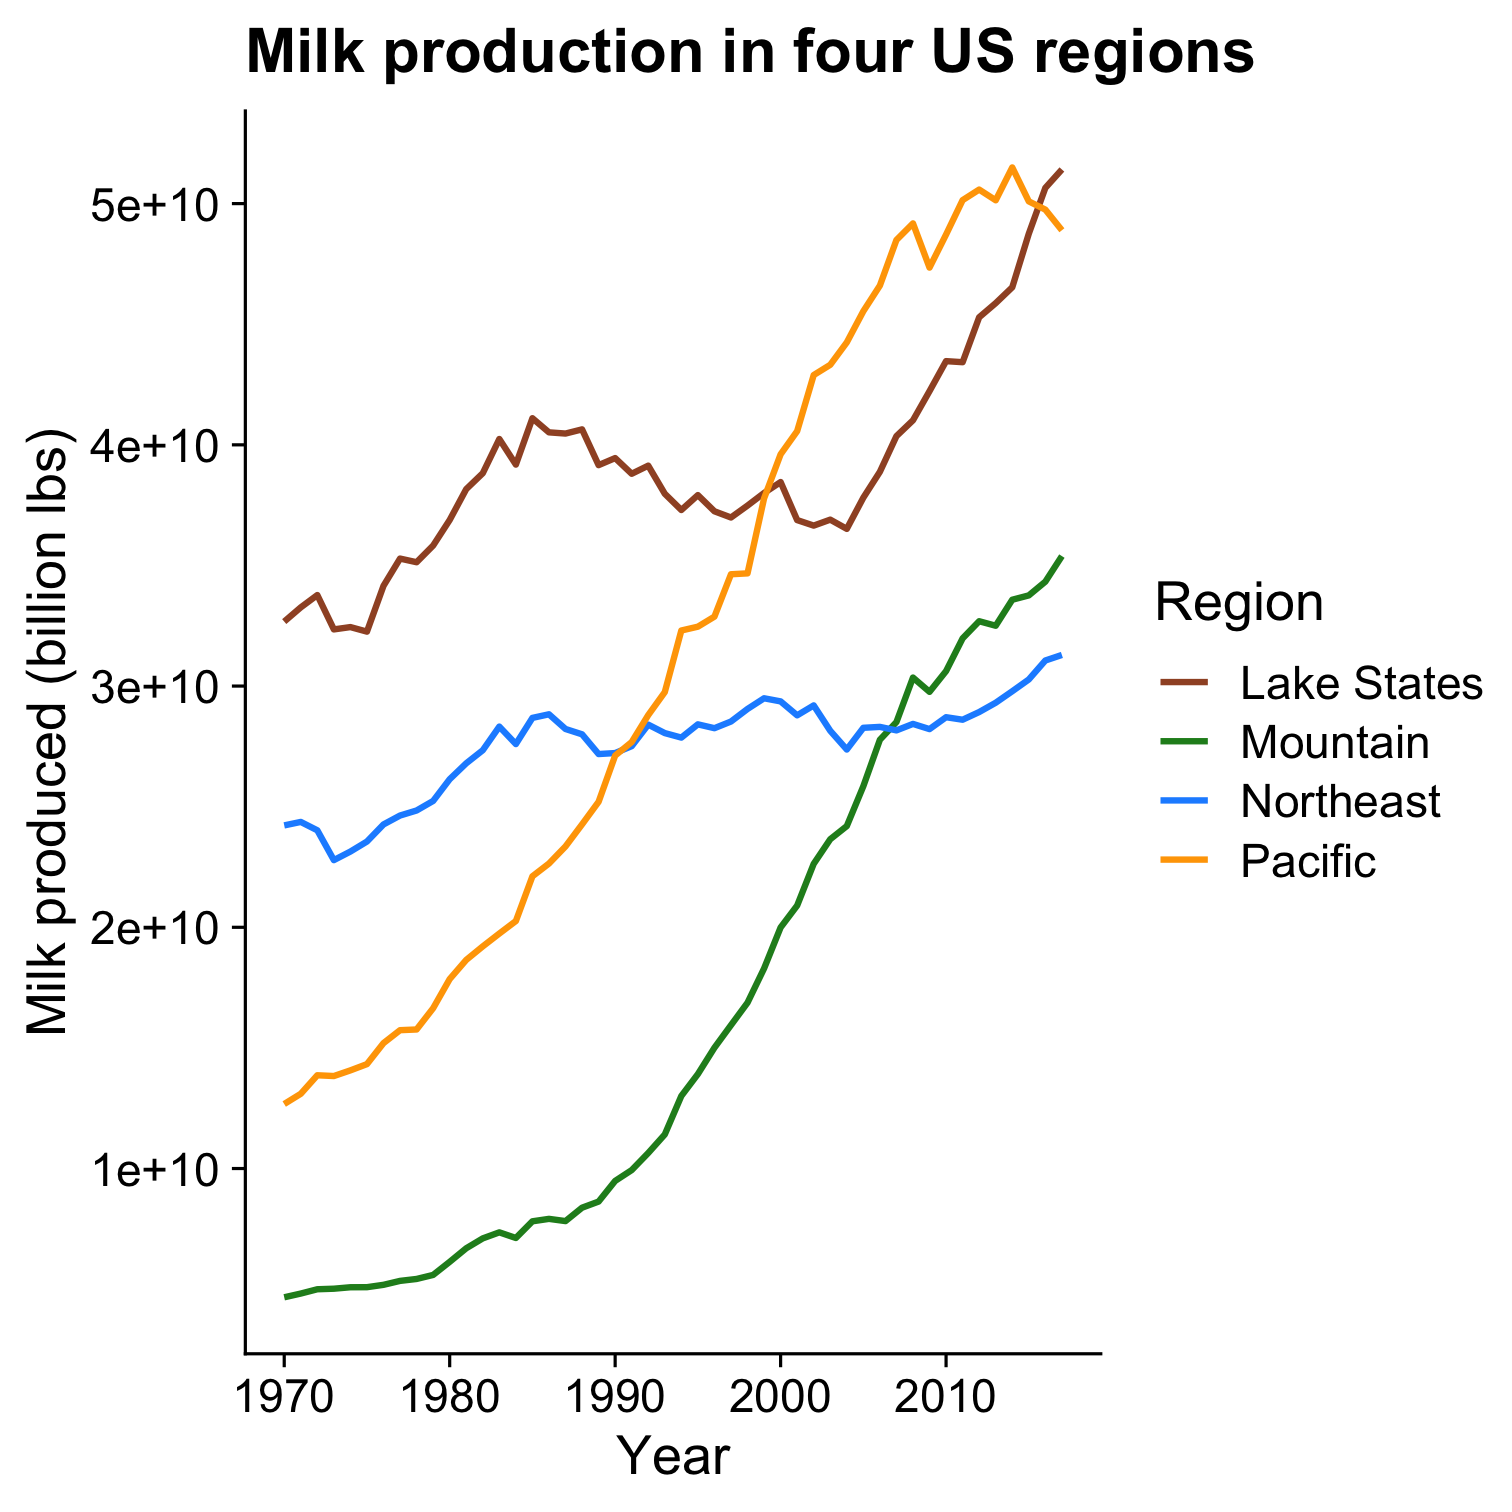 Milk production in four US regions
Milk produced (billion lbs)
5e+10
4e+10
3e+10
2e+10
1e+10
1970 1980 1990 2000 2010
Year
Region
Lake States
Mountain
Northeast
Pacific